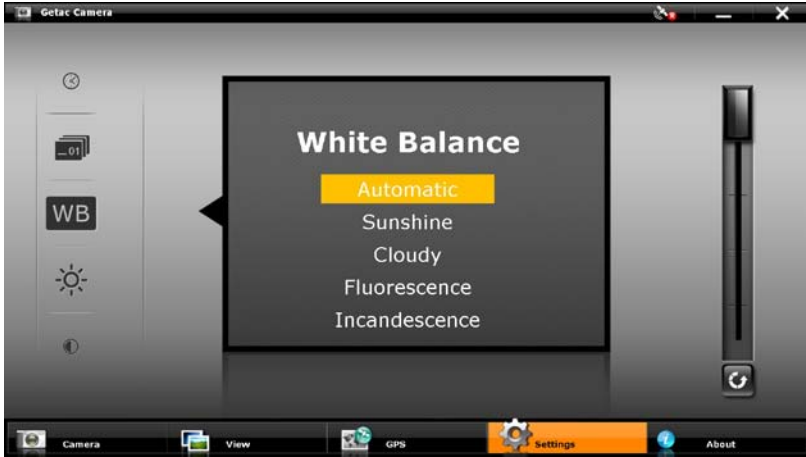 Getac Camera
_01
WB
White Balance
Automatic
Sunshine
Cloudy
Fluorescence
Incandescence
Camera
View
GPS
Settings
About